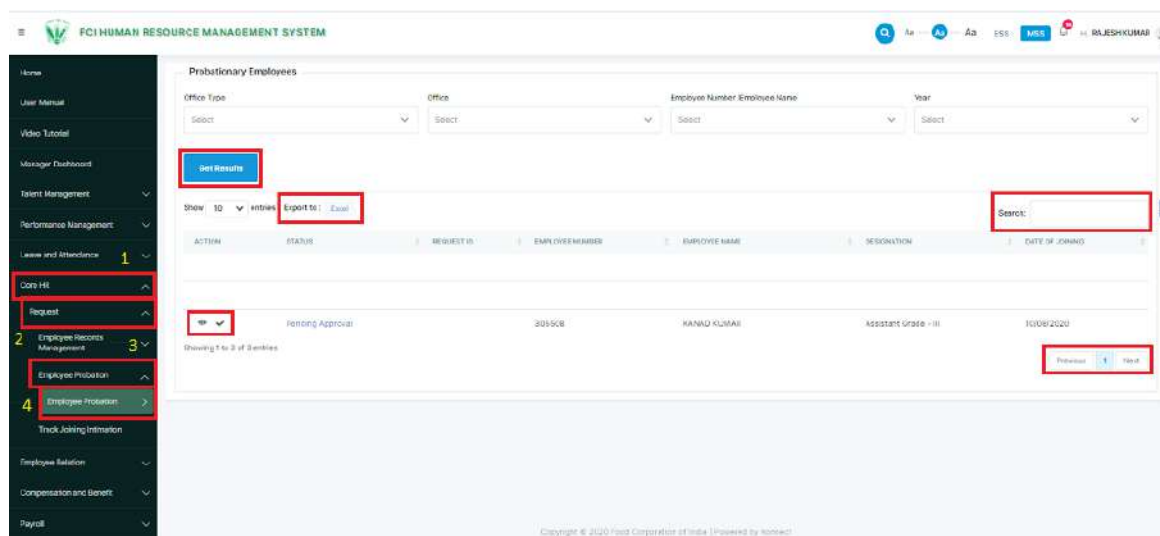 FCI HUMAN RESOURCE MANAGEMENT SYSTEM
Aa Aa Aa ESS MSS Hi, RAJESH KUMAR
Home
User Manual
Video Tutorial
Manager Dashboard
Talent Management
Performance Management
Leave and Attendance
1
Core HR
Request
2
Employee Records Management
3
Employee Probation
4
Employee Probation
Track Joining Intimation
Employee Relation
Compensation and Benefit
Payroll
Probationary Employees
Office Type
Office
Employee Number /Employee Name
Year
Select
Select
Select
Select
Get Results
Show 10 entries Export to : Excel
Search:
ACTION STATUS REQUEST ID EMPLOYEE NUMBER EMPLOYEE NAME DESIGNATION DATE OF JOINING
Pending Approval KANAD KUMAR Assistant Grade - III 10/08/2020
Showing 1 to 3 of 3 entries
Previous 1 Next
Copyright © 2020 Food Corporation of India | Powered by